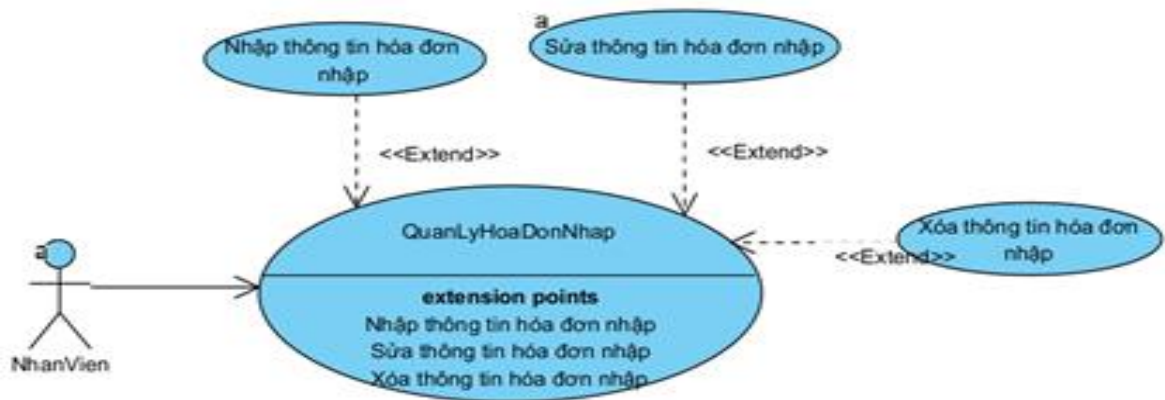 a
Nhập thông tin hóa đơn
nhập
Sửa thông tin hóa đơn nhập
<<Extend>>
<<Extend>>
QuanLyHoaDonNhap
Xóa thông tin hóa đơn
nhập
<<Extend>>
a
extension points
Nhập thông tin hóa đơn nhập
Sửa thông tin hóa đơn nhập
Xóa thông tin hóa đơn nhập
NhanVien